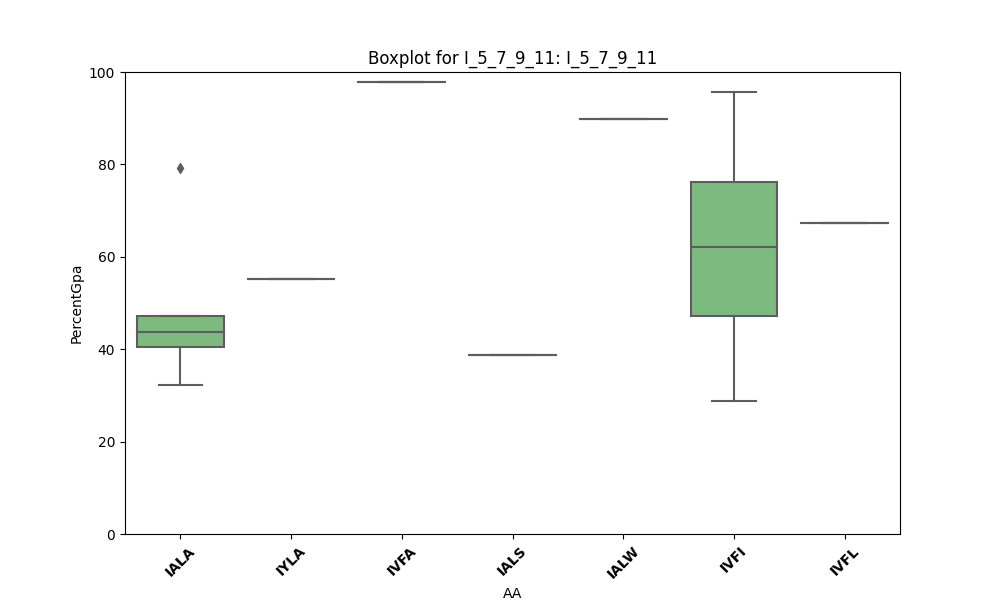 Boxplot for I_5_7_9_11: I_5_7_9_11
100
80
60
40
20
0
PercentGpa
IALA
IYLA
IVFA
IALS
IALW
IVFI
IVFL
AA